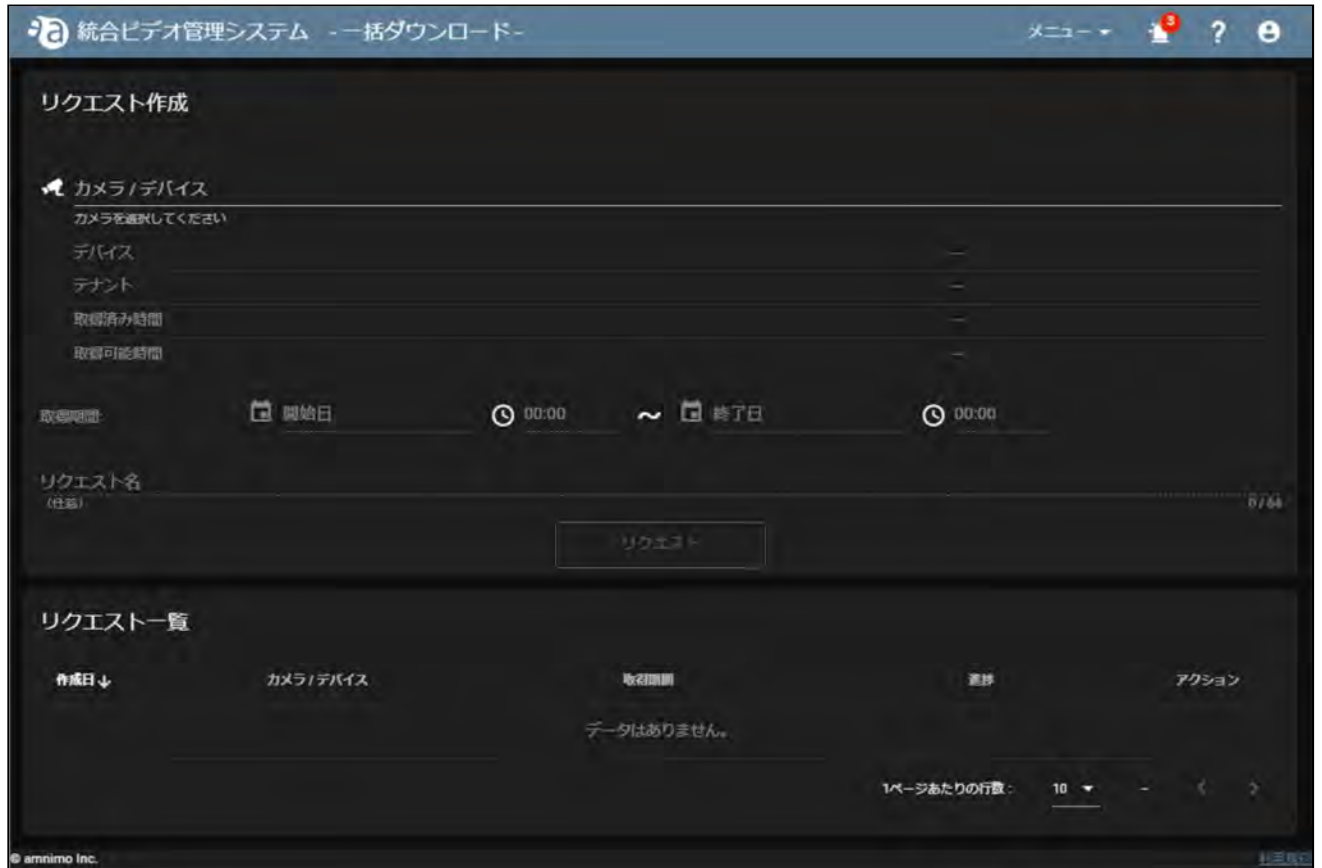 統合ビデオ管理システム -一括ダウンロード- メニュー 3 ?
リクエスト作成
カメラ / デバイス
カメラを選択してください
デバイス —
テナント —
取得済み時間 —
取得可能時間 —
取得期間: 開始日 00:00 ~ 終了日 00:00
リクエスト名
(任意) 0 / 64
リクエスト
リクエスト一覧
作成日↓ カメラ / デバイス 取得期間 進捗 アクション
データはありません。
1ページあたりの行数: 10 –
© amnimo Inc.